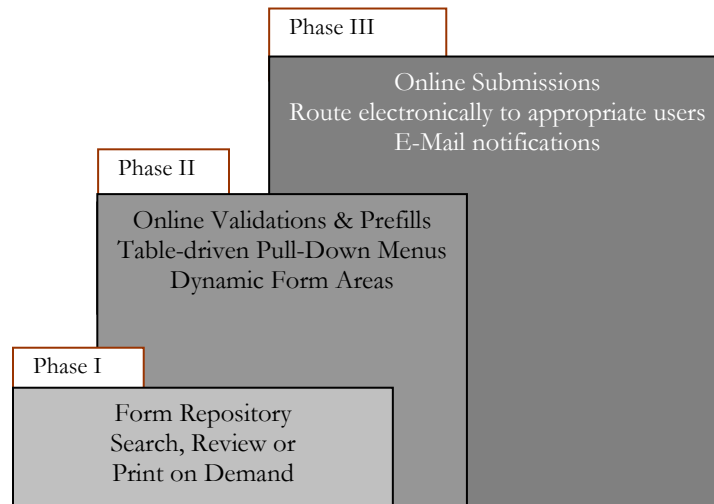 Phase III
Online Submissions
Route electronically to appropriate users
E-Mail notifications
Phase II
Online Validations & Prefills
Table-driven Pull-Down Menus
Dynamic Form Areas
Phase I
Form Repository
Search, Review or
Print on Demand